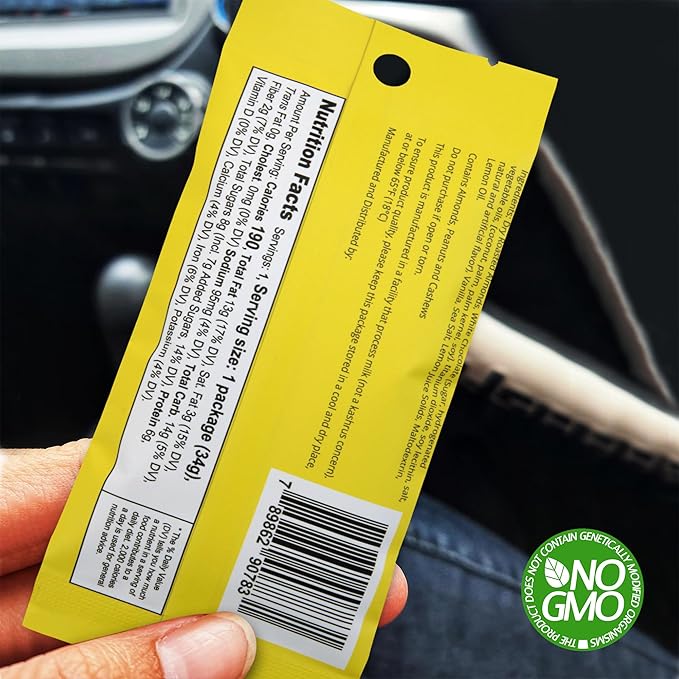 Nutrition Facts Servings: 1 Serving size: 1 package (34g),
Amount Per Serving: Calories 190, Total Fat 13g (17% DV), Sat. Fat 3g (15% DV),
Trans Fat 0g, Cholest 0mg (0% DV), Sodium 95mg (4% DV), Total Carb. 14g (5% DV),
Fiber 2g (7% DV), Total Sugars 8g (Incl. 7g Added Sugars, 14% DV), Protein 6g
Vitamin D (0% DV), Calcium (4% DV), Iron (6% DV), Potassium (4% DV).
* The % Daily Value
(DV) tells you how much
a nutrient in a serving of
food contributes to a
daily diet. 2,000 calories
a day is used for general
nutrition advice.
Ingredients: Dry Roasted Almonds, White Chocolate (sugar, hydrogenated
vegetable oils, (coconut, palm, palm kernel, soy), titanium dioxide, soy lecithin, salt,
natural and artificial flavor), Vanilla, Sea Salt, Lemon Juice Solids, Maltodextrin,
Lemon Oil.
Contains Almonds, Peanuts and Cashews
Do not purchase if open or torn.
This product is manufactured in a facility that process milk (not a kashrus concern),
To ensure product quality, please keep this package stored in a cool and dry place,
at or below 65°F (18°C)
Manufactured and Distributed by:
7 89862 90783
NO
GMO
THE PRODUCT DOES NOT CONTAIN GENETICALLY MODIFIED ORGANISMS